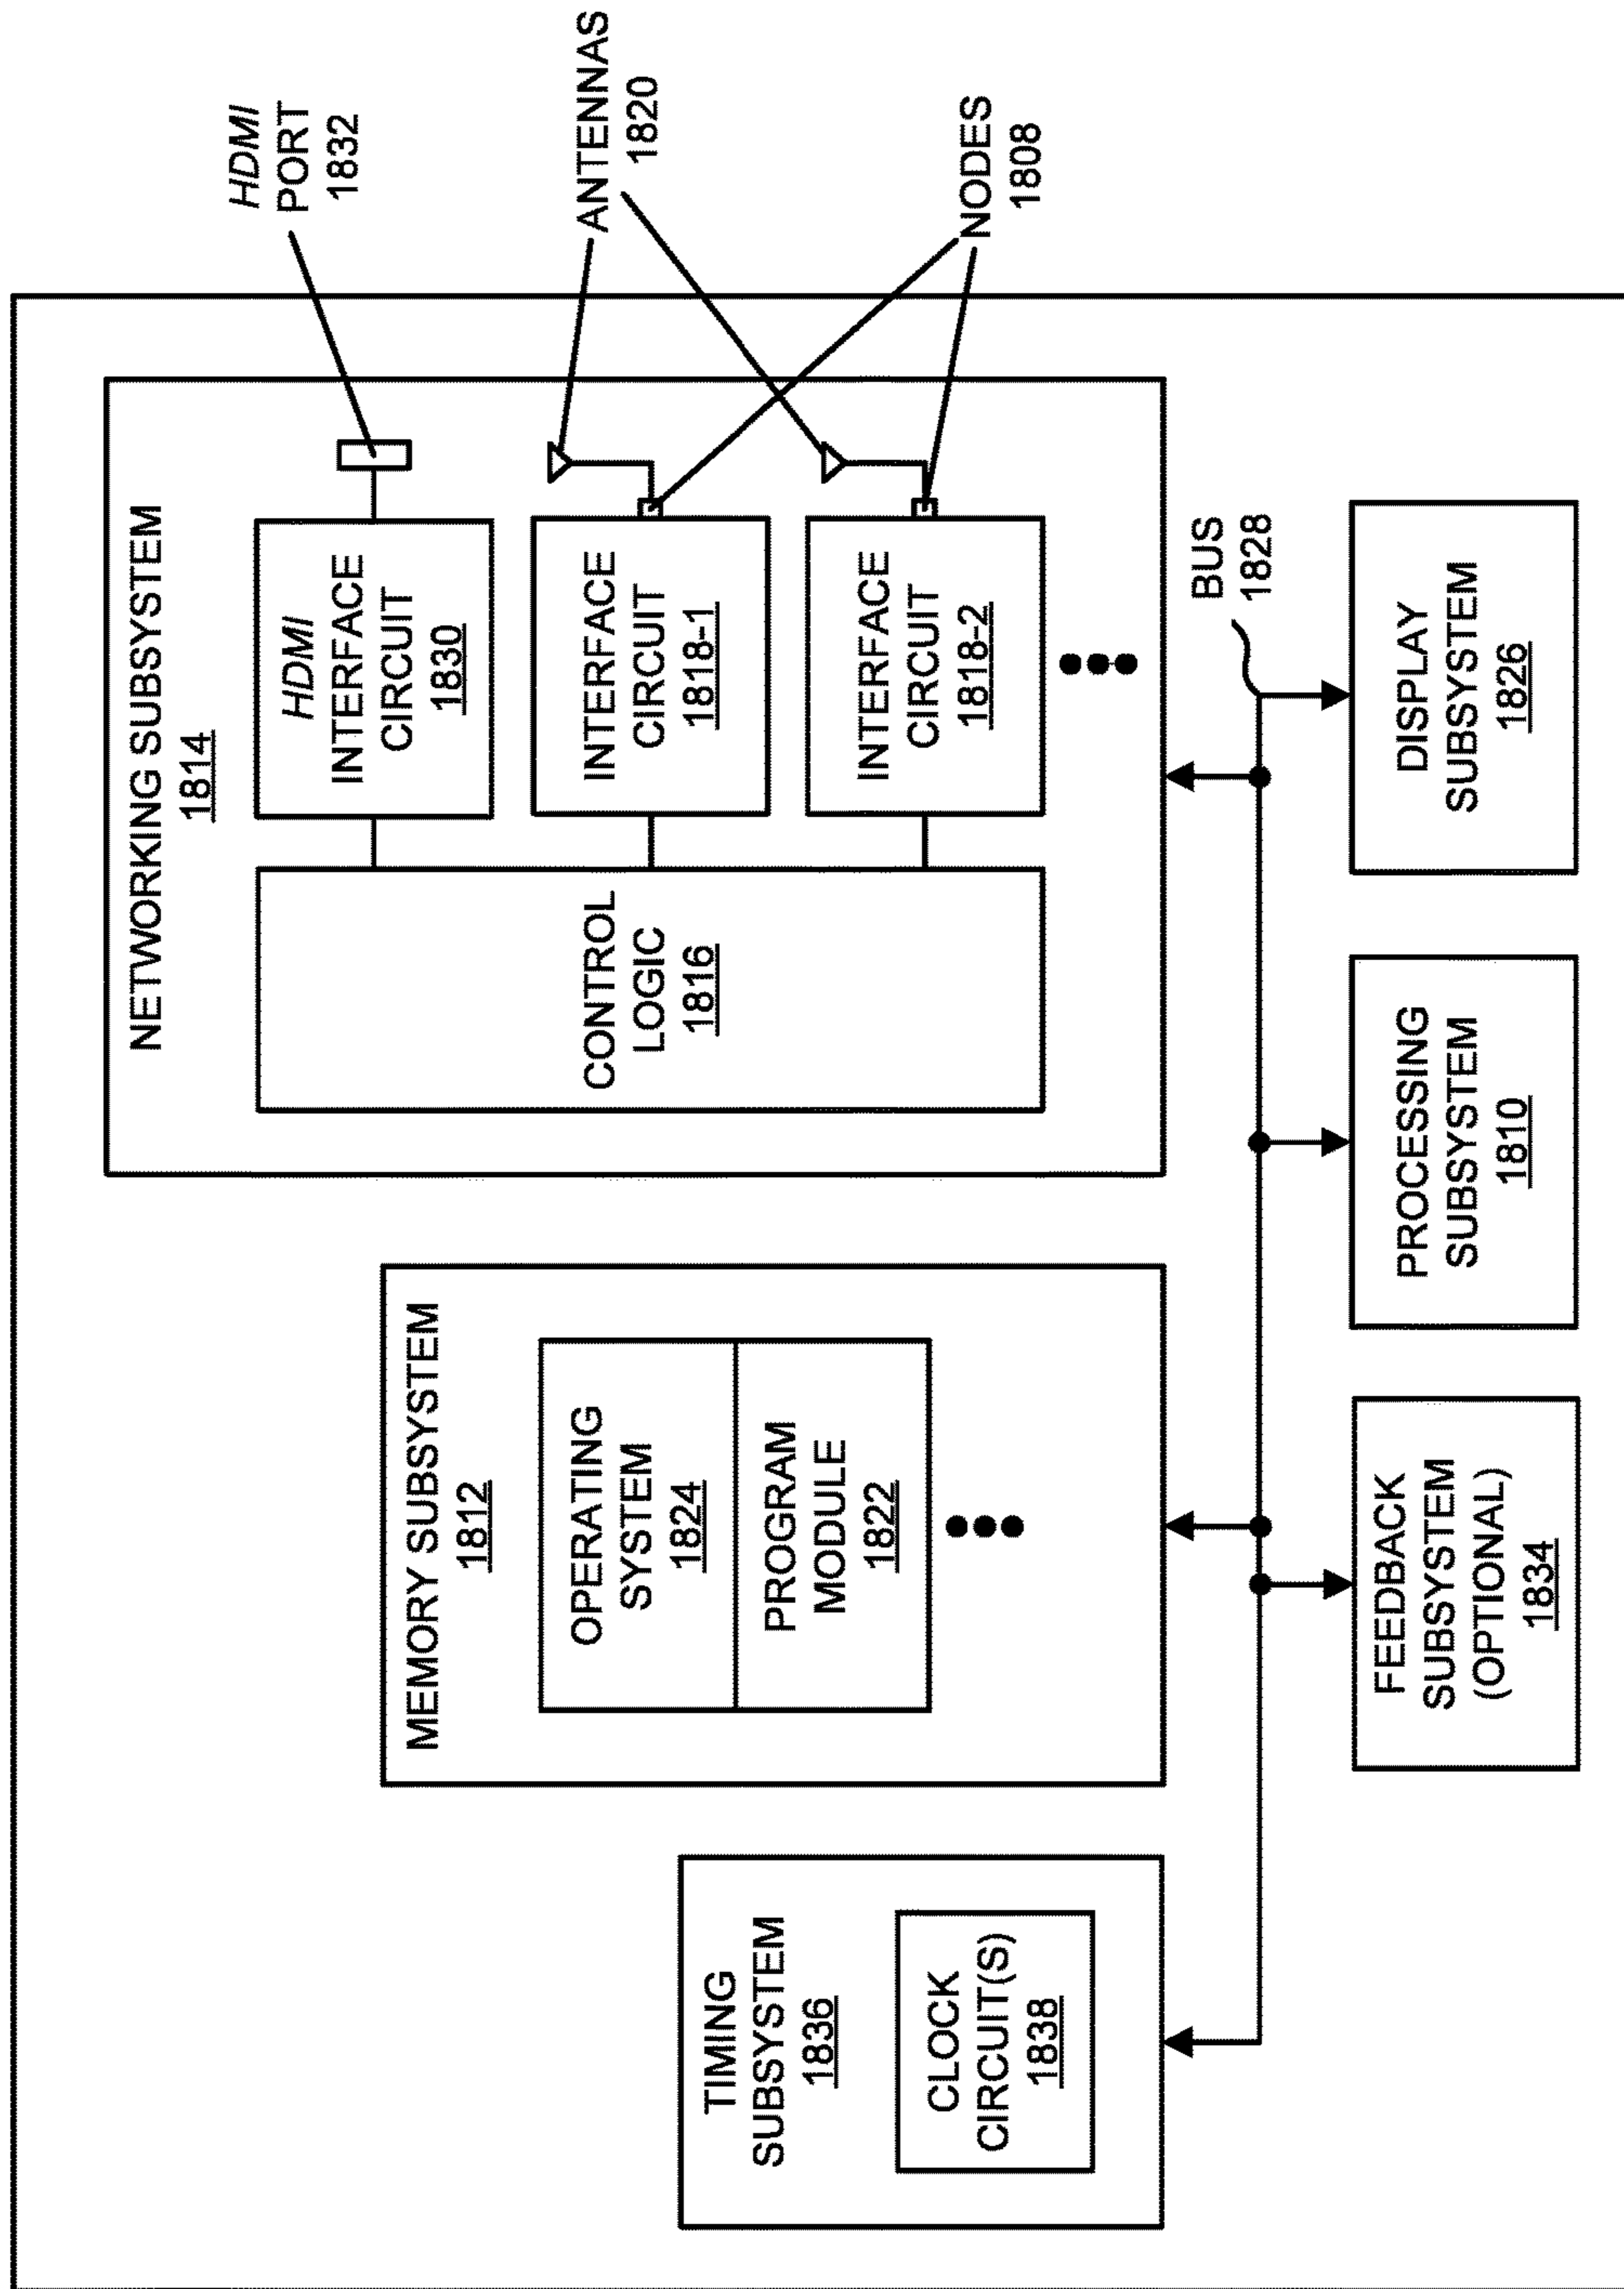 HDMI
PORT
1832
ANTENNAS
1820
NODES
1808
NETWORKING SUBSYSTEM
1814
HDMI
INTERFACE
CIRCUIT
1830
INTERFACE
CIRCUIT
1818-1
INTERFACE
CIRCUIT
1818-2
CONTROL
LOGIC
1816
MEMORY SUBSYSTEM
1812
OPERATING
SYSTEM
1824
PROGRAM
MODULE
1822
TIMING
SUBSYSTEM
1836
CLOCK
CIRCUIT(S)
1838
BUS
1828
FEEDBACK
SUBSYSTEM
(OPTIONAL)
1834
PROCESSING
SUBSYSTEM
1810
DISPLAY
SUBSYSTEM
1826